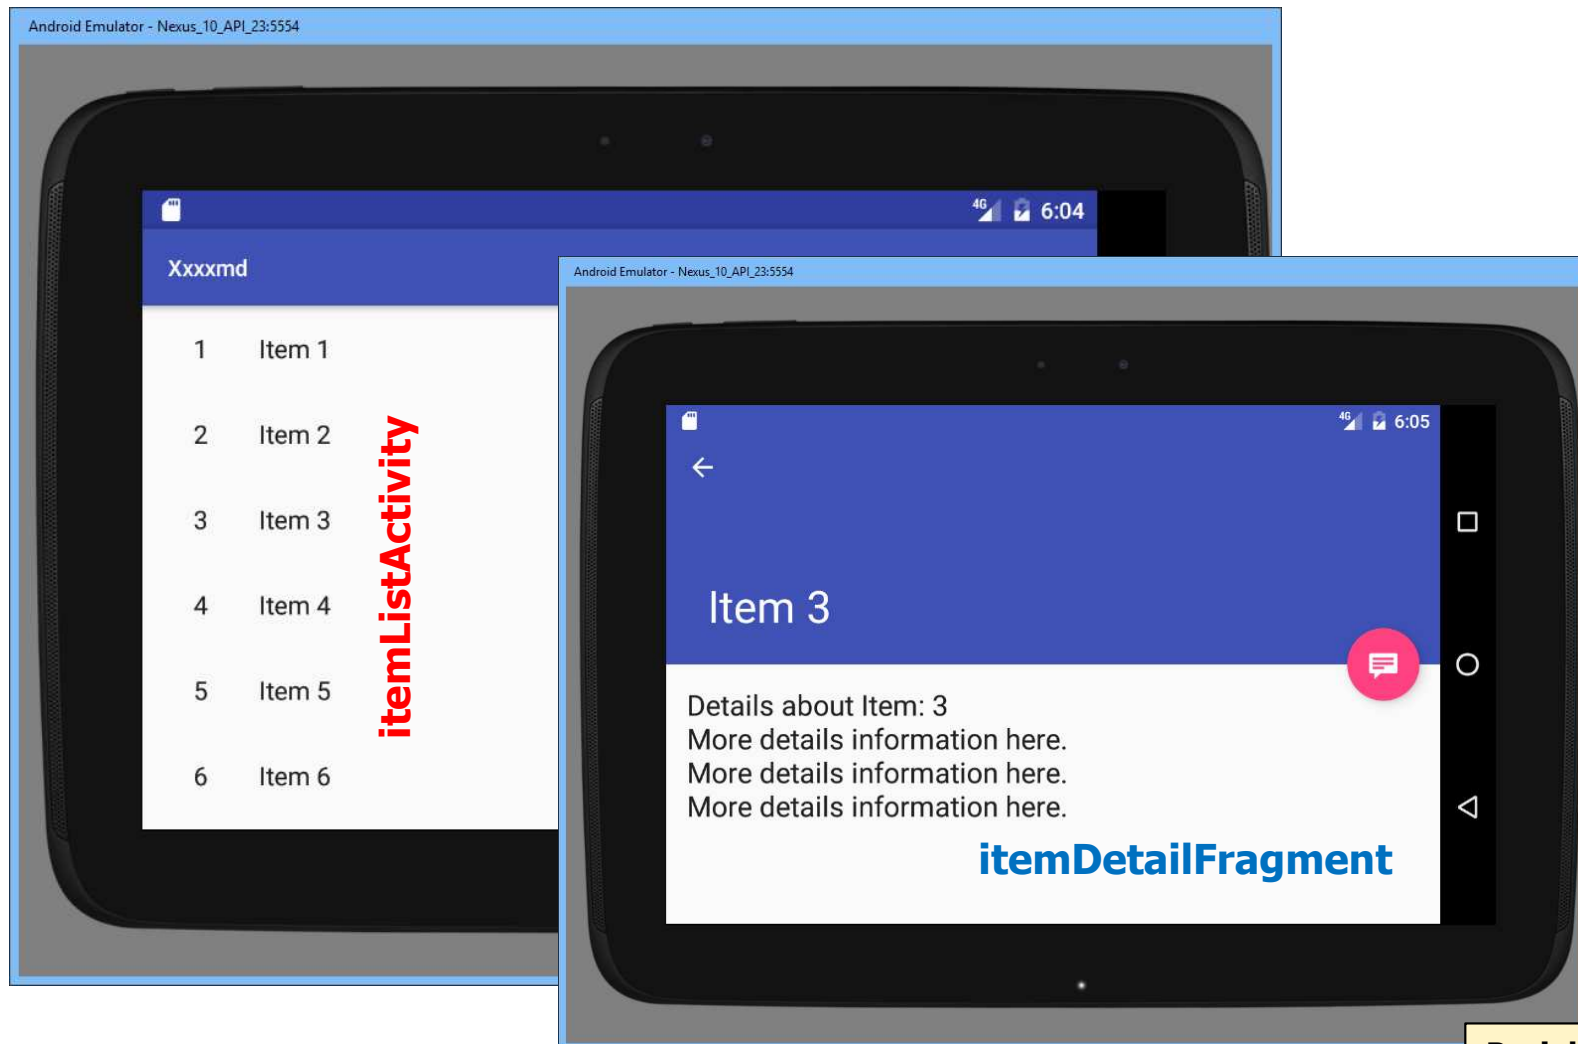 Android Emulator - Nexus_10_API_23:5554
4G 6:04
Xxxxmd
1 Item 1
2 Item 2
3 Item 3
4 Item 4
5 Item 5
6 Item 6
itemListActivity
Android Emulator - Nexus_10_API_23:5554
4G 6:05
Item 3
Details about Item: 3
More details information here.
More details information here.
More details information here.
itemDetailFragment